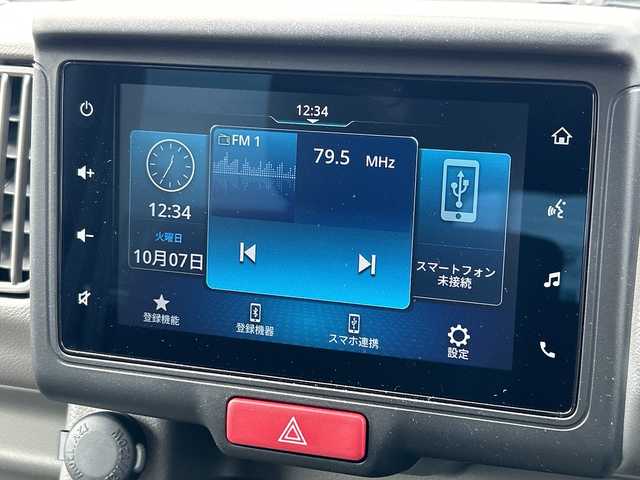 12:34
FM 1
79.5 MHz
12:34
火曜日
10月07日
スマートフォン
未接続
登録機能
登録機器
スマホ連携
設定